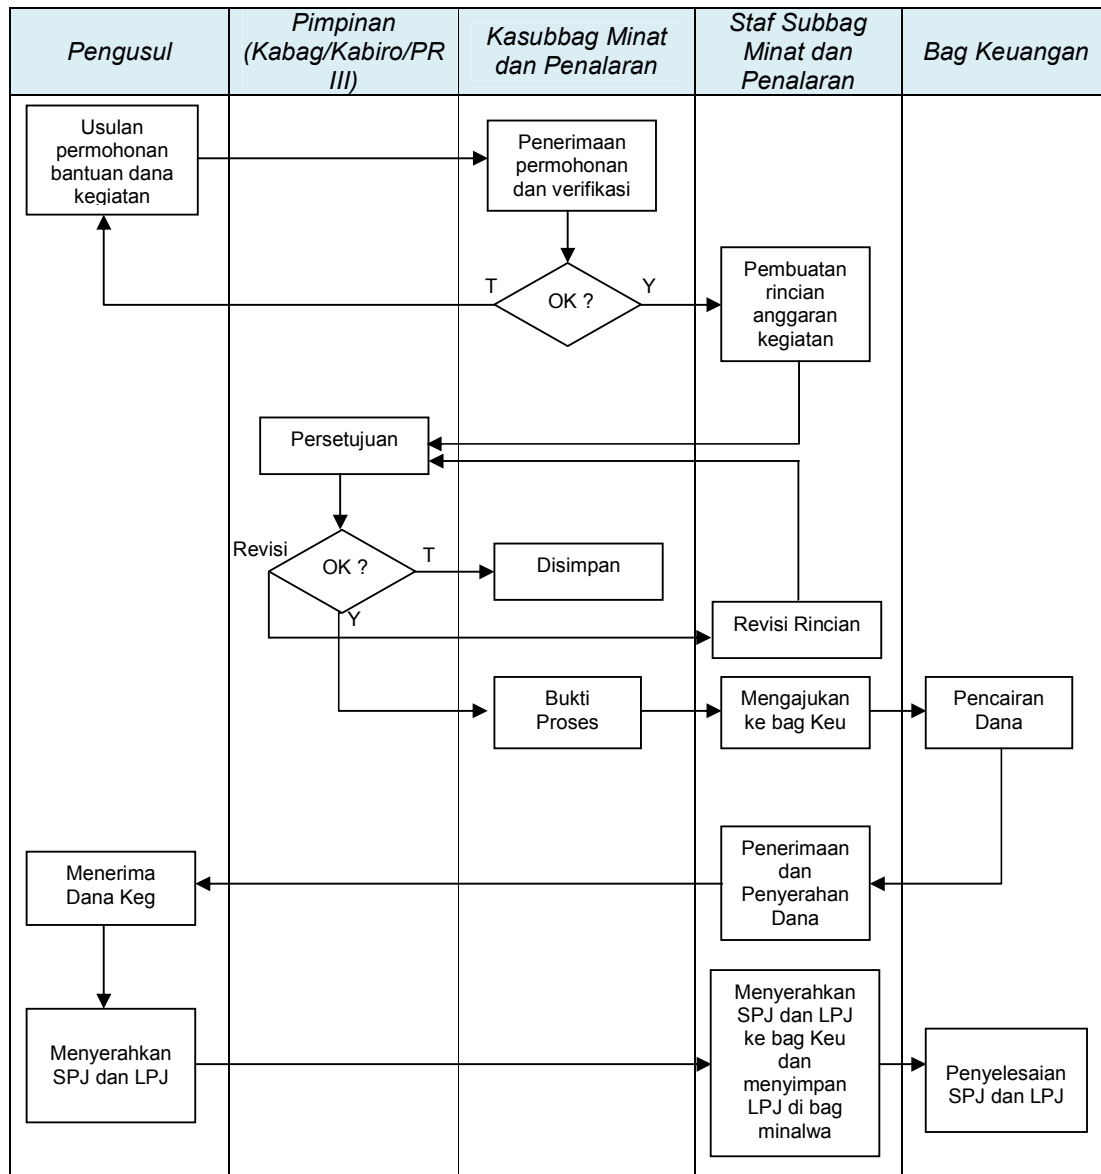 Pengusul
Pimpinan
(Kabag/Kabiro/PR
III)
Kasubbag Minat
dan Penalaran
Staf Subbag
Minat dan
Penalaran
Bag Keuangan
Usulan
permohonan
bantuan dana
kegiatan
Penerimaan
permohonan
dan verifikasi
T
OK ?
Y
Pembuatan
rincian
anggaran
kegiatan
Persetujuan
Revisi
OK ?
T
Y
Disimpan
Revisi Rincian
Bukti
Proses
Mengajukan
ke bag Keu
Pencairan
Dana
Penerimaan
dan
Penyerahan
Dana
Menerima
Dana Keg
Menyerahkan
SPJ dan LPJ
Menyerahkan
SPJ dan LPJ
ke bag Keu
dan
menyimpan
LPJ di bag
minalwa
Penyelesaian
SPJ dan LPJ